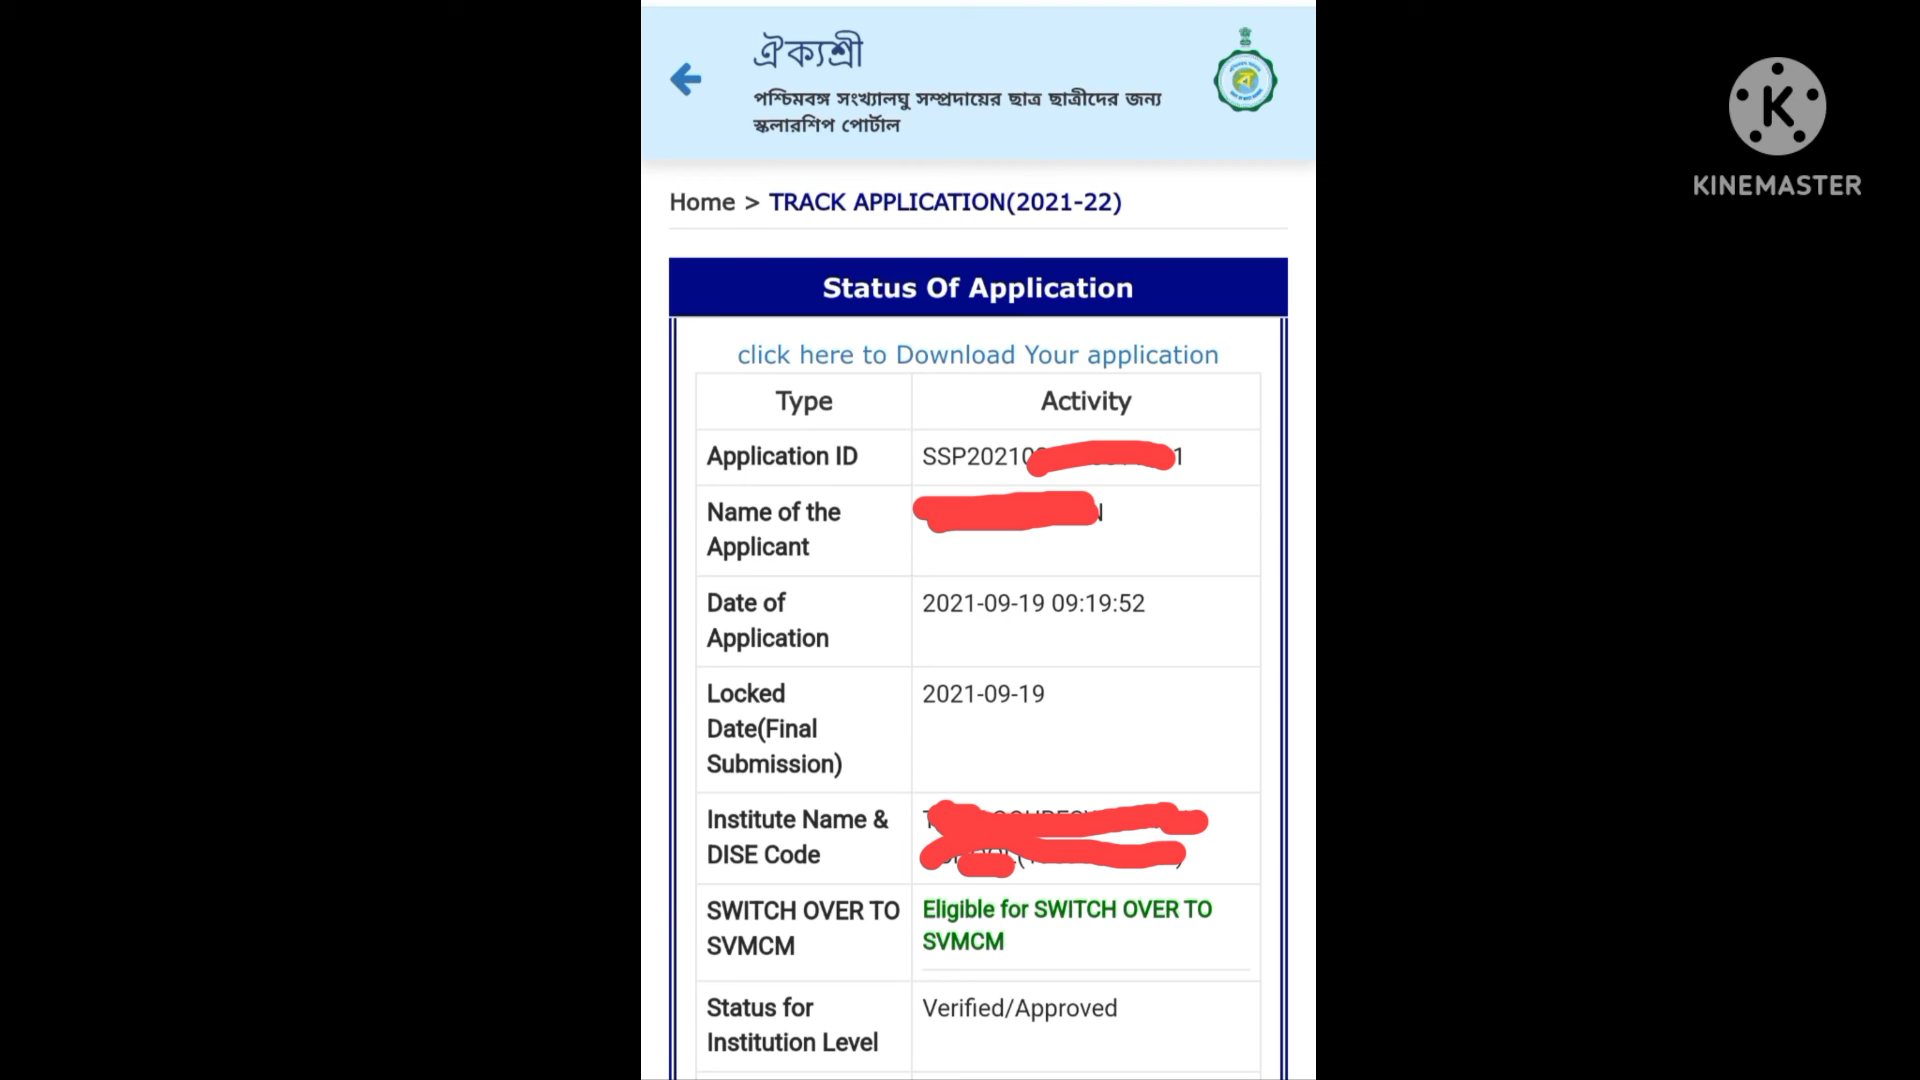 ঐক্যশ্রী
পশ্চিমবঙ্গ সংখ্যালঘু সম্প্রদায়ের ছাত্র ছাত্রীদের জন্য
স্কলারশিপ পোর্টাল
KINEMASTER
Home > TRACK APPLICATION(2021-22)
Status Of Application
click here to Download Your application
Type Activity
Application ID SSP20210 1
Name of the
Applicant
Date of 2021-09-19 09:19:52
Application
Locked 2021-09-19
Date(Final
Submission)
Institute Name &
DISE Code
SWITCH OVER TO Eligible for SWITCH OVER TO
SVMCM SVMCM
Status for Verified/Approved
Institution Level